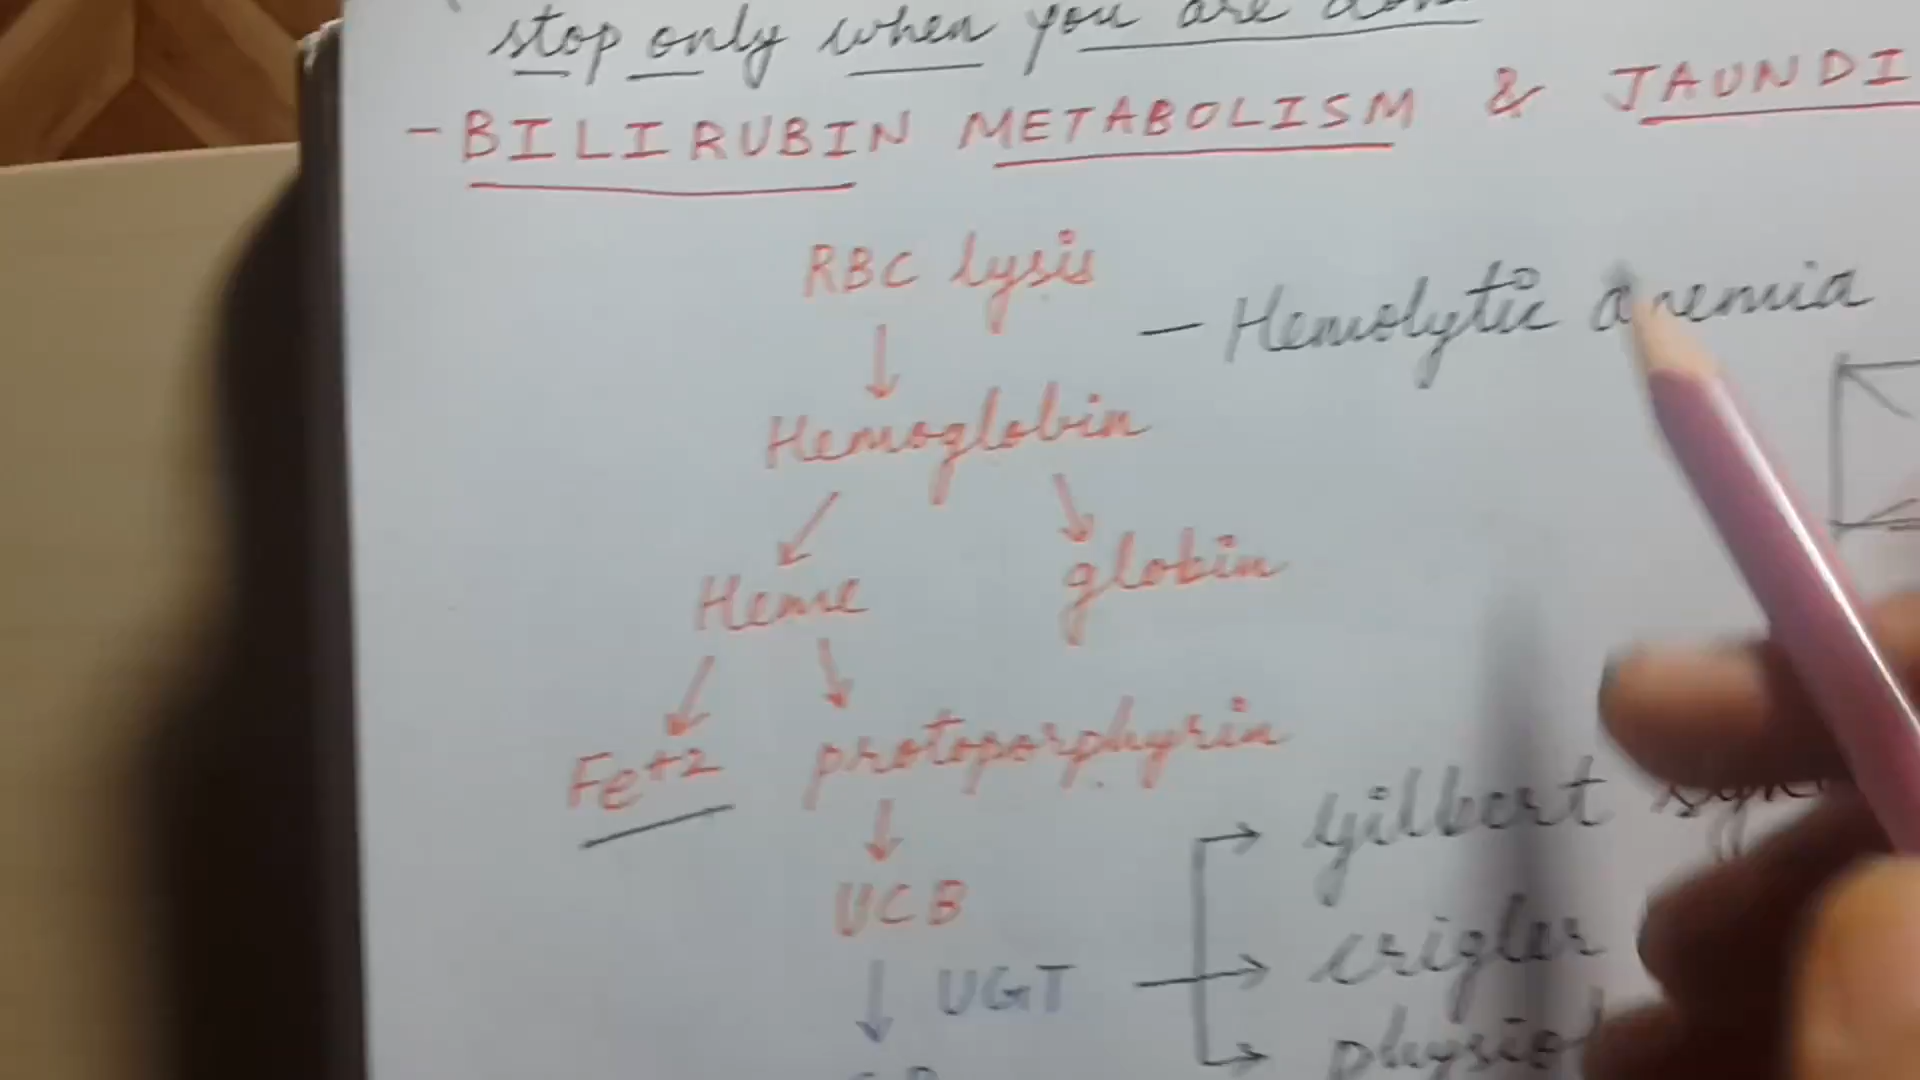 stop only when you are
- BILIRUBIN METABOLISM & JAUNDI
RBC lysis
- Hemolytic anemia
Hemoglobin
Heme globin
Fe+2 protoporphyrin
Gilbert
UCB
crigler
UGT